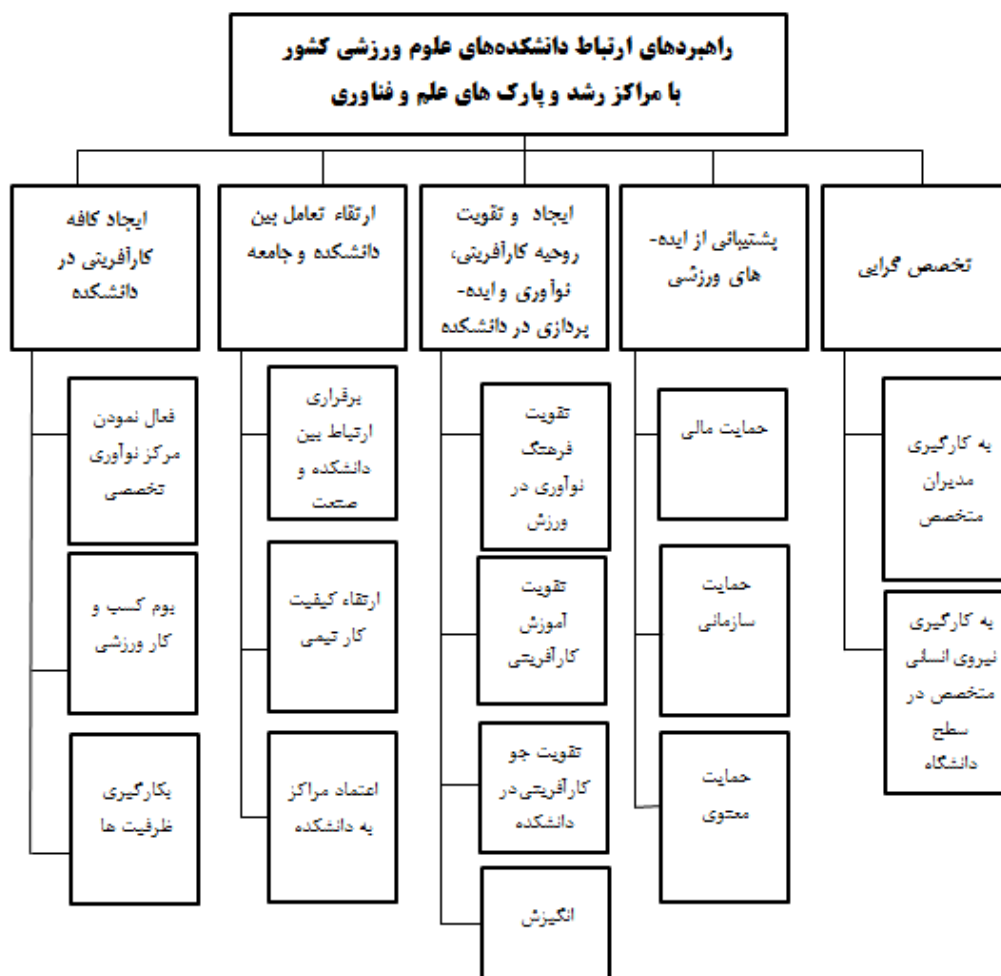 راهبردهای ارتباط دانشکده‌های علوم ورزشی کشور
با مراکز رشد و پارک های علم و فناوری
تخصص گرایی
به کارگیری
مدیران
متخصص
به کارگیری
نیروی انسانی
متخصص در
سطح
دانشگاه
پشتیبانی از ایده-
های ورزشی
حمایت مالی
حمایت
سازمانی
حمایت
معنوی
ایجاد و تقویت
روحیه کارآفرینی،
نوآوری و ایده-
پردازی در دانشکده
تقویت
فرهنگ
نوآوری در
ورزش
تقویت
آموزش
کارآفرینی
تقویت جو
کارآفرینی در
دانشکده
انگیزش
ارتقاء تعامل بین
دانشکده و جامعه
برقراری
ارتباط بین
دانشکده و
صنعت
ارتقاء کیفیت
کار تیمی
اعتماد مراکز
به دانشکده
ایجاد کافه
کارآفرینی در
دانشکده
فعال نمودن
مرکز نوآوری
تخصصی
بوم کسب و
کار ورزشی
بکارگیری
ظرفیت ها